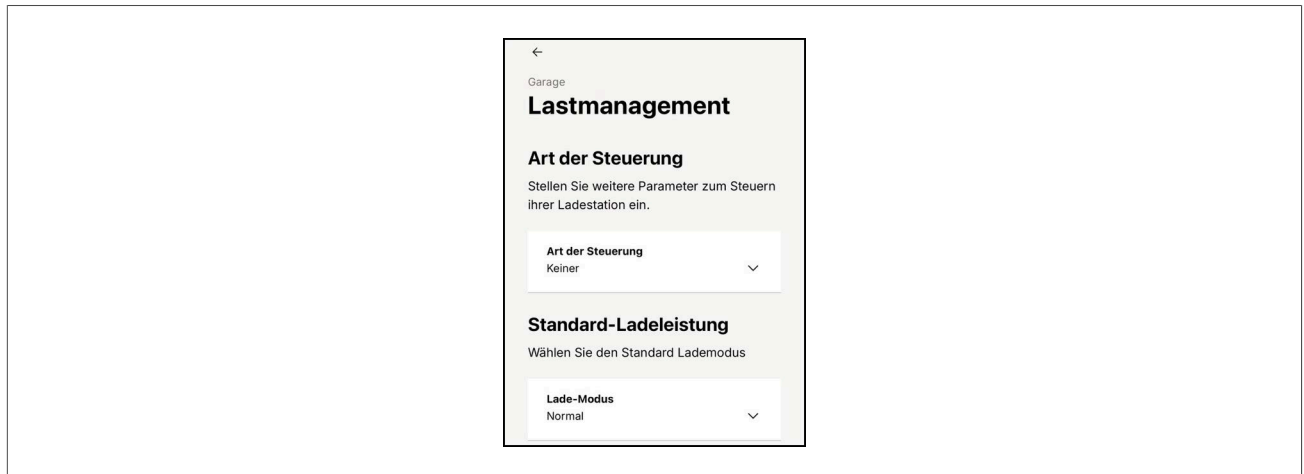 Garage
Lastmanagement
Art der Steuerung
Stellen Sie weitere Parameter zum Steuern
ihrer Ladestation ein.
Art der Steuerung
Keiner
Standard-Ladeleistung
Wählen Sie den Standard Lademodus
Lade-Modus
Normal